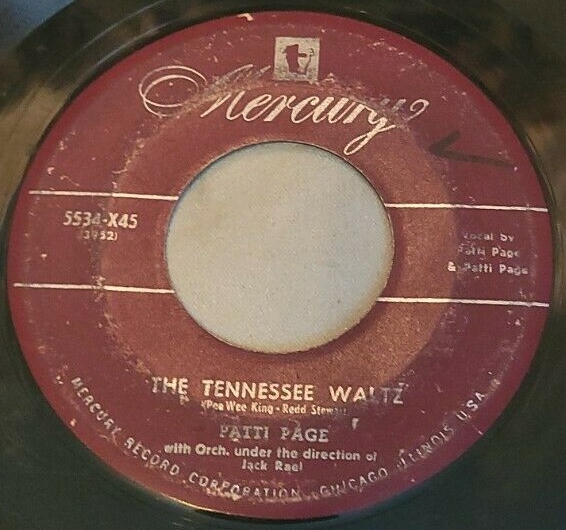 Mercury
5534-X45
(3952)
Vocal by
Patti Page
& Patti Page
THE TENNESSEE WALTZ
(Pee Wee King - Redd Stewart)
PATTI PAGE
with Orch. under the direction of
Jack Rael
MERCURY RECORD CORPORATION CHICAGO, ILLINOIS U.S.A.